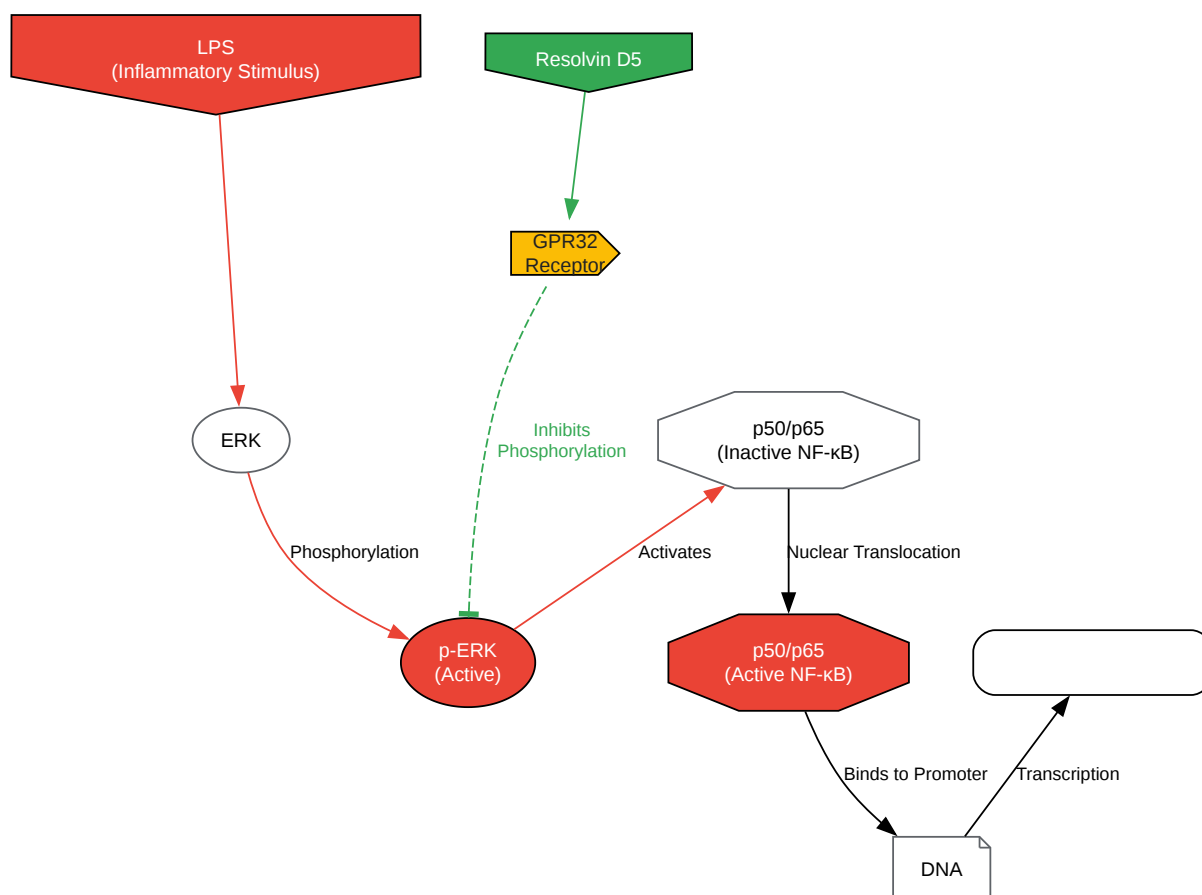 LPS
(Inflammatory Stimulus)
Resolvin D5
GPR32
Receptor
ERK
Inhibits
Phosphorylation
p50/p65
(Inactive NF-κB)
Phosphorylation
Activates
Nuclear Translocation
p-ERK
(Active)
p50/p65
(Active NF-κB)
Binds to Promoter
Transcription
DNA